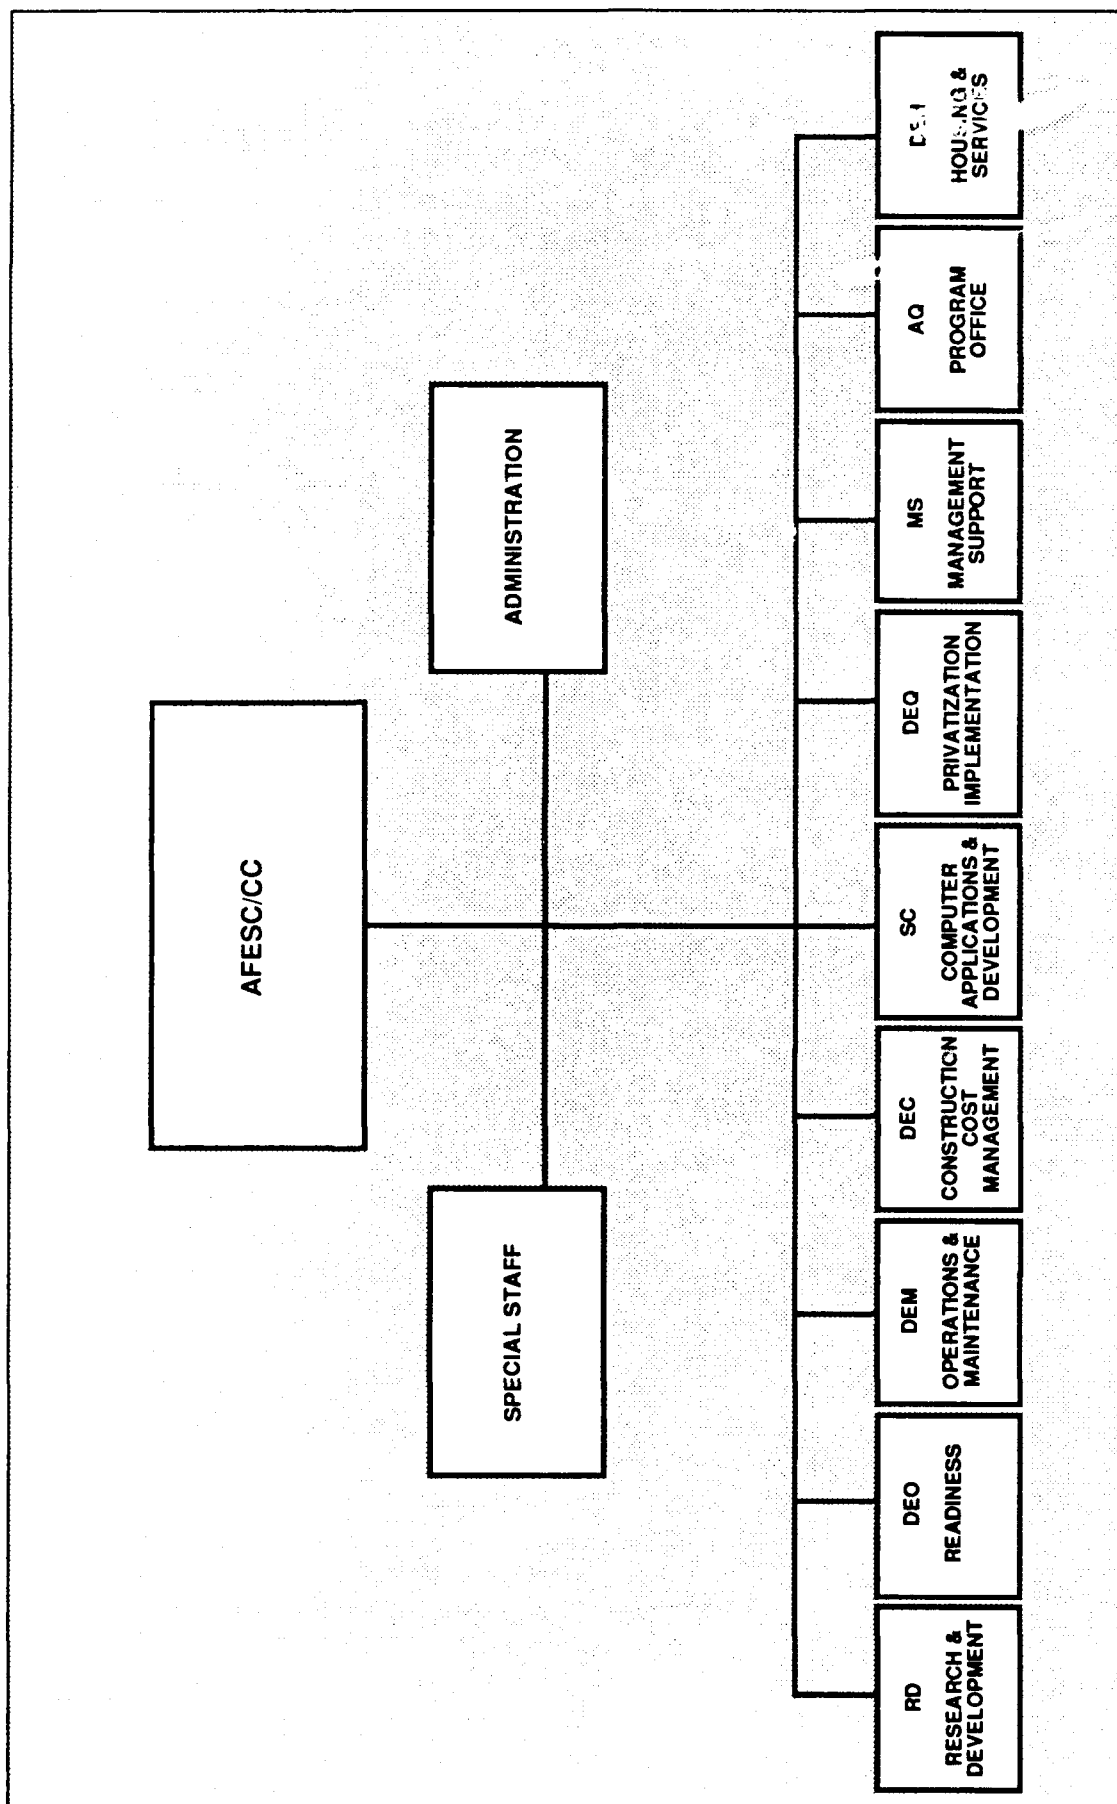 AFESC/CC
SPECIAL STAFF
ADMINISTRATION
RD
RESEARCH &
DEVELOPMENT
DEO
READINESS
DEM
OPERATIONS &
MAINTENANCE
DEC
CONSTRUCTION
COST
MANAGEMENT
SC
COMPUTER
APPLICATIONS &
DEVELOPMENT
DEQ
PRIVATIZATION
IMPLEMENTATION
MS
MANAGEMENT
SUPPORT
AQ
PROGRAM
OFFICE
HOUSING &
SERVICES